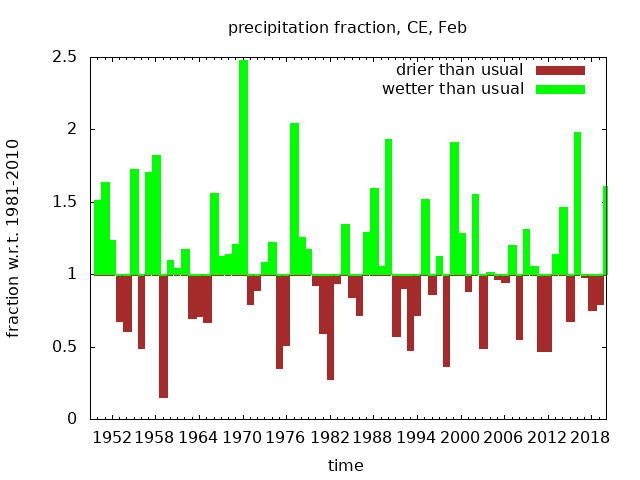 precipitation fraction, CE, Feb
drier than usual
wetter than usual
fraction w.r.t. 1981-2010
2.5
2
1.5
1
0.5
0
1952 1958 1964 1970 1976 1982 1988 1994 2000 2006 2012 2018
time